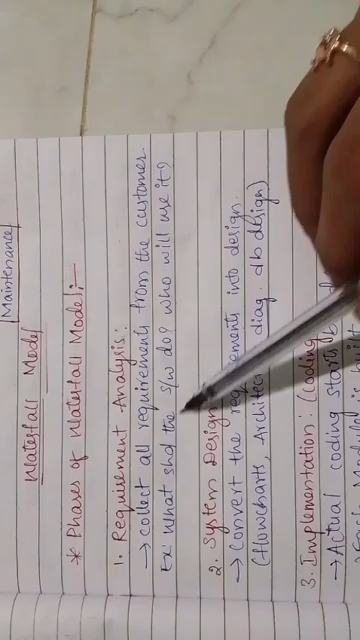 Maintenance
Waterfall Model
* Phases of Waterfall Model:-
1. Requirement Analysis:
→ collect all requirements from the customer.
Ex what shd the s/w do? who will use it?
2. System Design
→ Convert the requirements into design.
(flowcharts, Architect diag. db design)
3. Implementation: (Coding
→ Actual coding starts